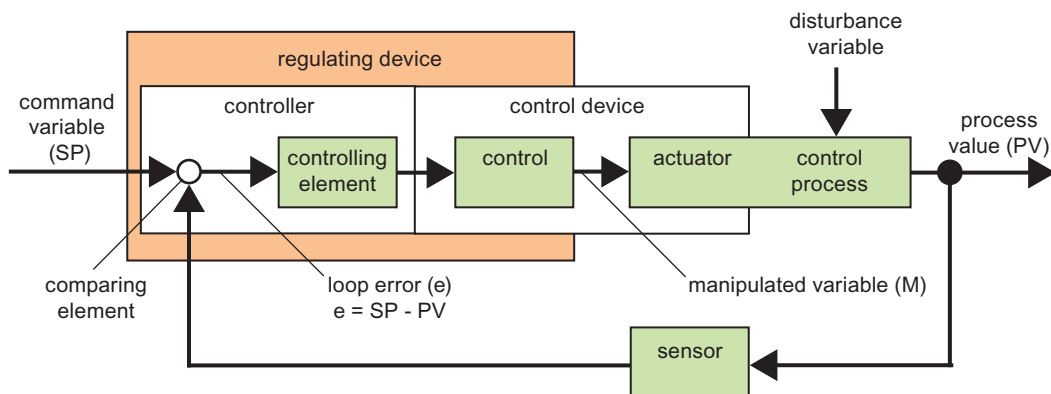 disturbance
variable
regulating device
command
variable
(SP)
controller
control device
process
value (PV)
controlling
element
control
actuator
control
process
comparing
element
loop error (e)
e = SP - PV
manipulated variable (M)
sensor